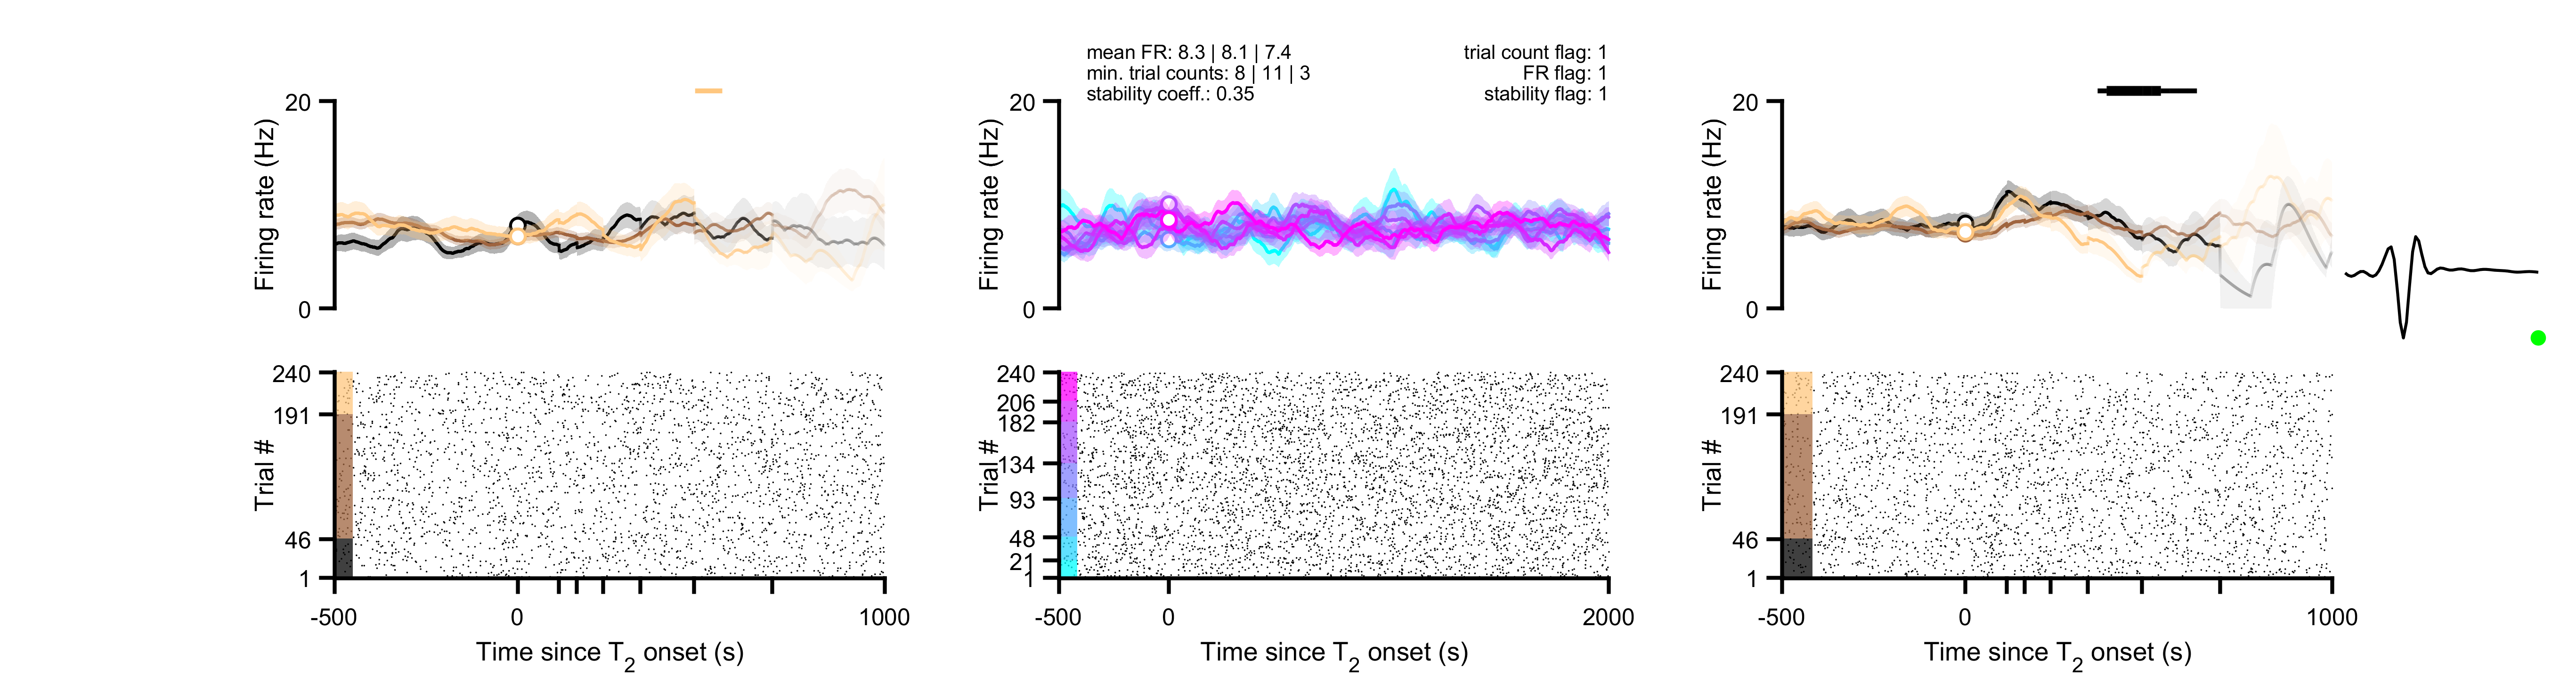 mean FR: 8.3 | 8.1 | 7.4
min. trial counts: 8 | 11 | 3
stability coeff.: 0.35
trial count flag: 1
FR flag: 1
stability flag: 1
20
Firing rate (Hz)
0
20
Firing rate (Hz)
0
20
Firing rate (Hz)
0
240
191
Trial #
46
1
-500
0
1000
Time since T2 onset (s)
240
206
182
Trial #
134
93
48
21
1
-500
0
2000
Time since T2 onset (s)
240
191
Trial #
46
1
-500
0
1000
Time since T2 onset (s)